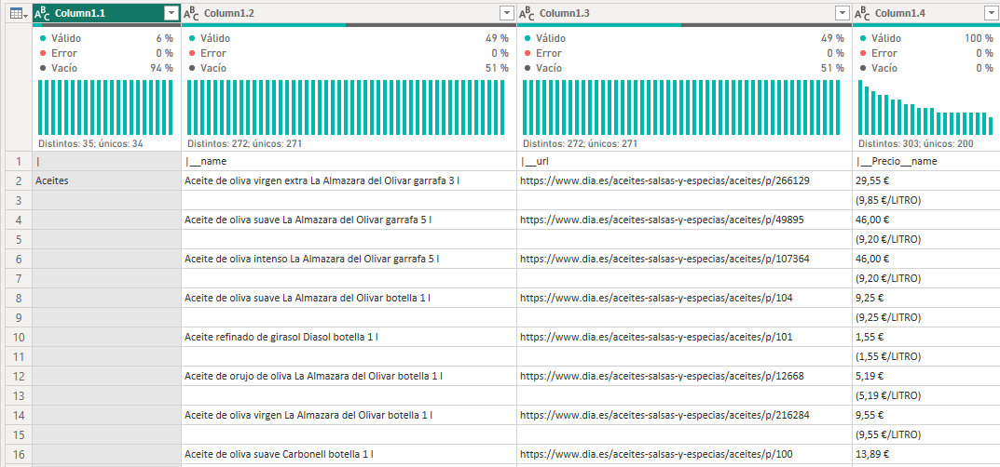 ABC Column1.1 ABC Column1.2 ABC Column1.3 ABC Column1.4
Válido 6 % Válido 49 % Válido 49 % Válido 100 %
Error 0 % Error 0 % Error 0 % Error 0 %
Vacío 94 % Vacío 51 % Vacío 51 % Vacío 0 %
Distintos: 35; únicos: 34 Distintos: 272; únicos: 271 Distintos: 272; únicos: 271 Distintos: 303; únicos: 200
1 | |__name |__url |__Precio__name
2 Aceites Aceite de oliva virgen extra La Almazara del Olivar garrafa 3 l https://www.dia.es/aceites-salsas-y-especias/aceites/p/266129 29,55 €
3 (9,85 €/LITRO)
4 Aceite de oliva suave La Almazara del Olivar garrafa 5 l https://www.dia.es/aceites-salsas-y-especias/aceites/p/49895 46,00 €
5 (9,20 €/LITRO)
6 Aceite de oliva intenso La Almazara del Olivar garrafa 5 l https://www.dia.es/aceites-salsas-y-especias/aceites/p/107364 46,00 €
7 (9,20 €/LITRO)
8 Aceite de oliva suave La Almazara del Olivar botella 1 l https://www.dia.es/aceites-salsas-y-especias/aceites/p/104 9,25 €
9 (9,25 €/LITRO)
10 Aceite refinado de girasol Diasol botella 1 l https://www.dia.es/aceites-salsas-y-especias/aceites/p/101 1,55 €
11 (1,55 €/LITRO)
12 Aceite de orujo de oliva La Almazara del Olivar botella 1 l https://www.dia.es/aceites-salsas-y-especias/aceites/p/12668 5,19 €
13 (5,19 €/LITRO)
14 Aceite de oliva virgen La Almazara del Olivar botella 1 l https://www.dia.es/aceites-salsas-y-especias/aceites/p/216284 9,55 €
15 (9,55 €/LITRO)
16 Aceite de oliva suave Carbonell botella 1 l https://www.dia.es/aceites-salsas-y-especias/aceites/p/100 13,89 €